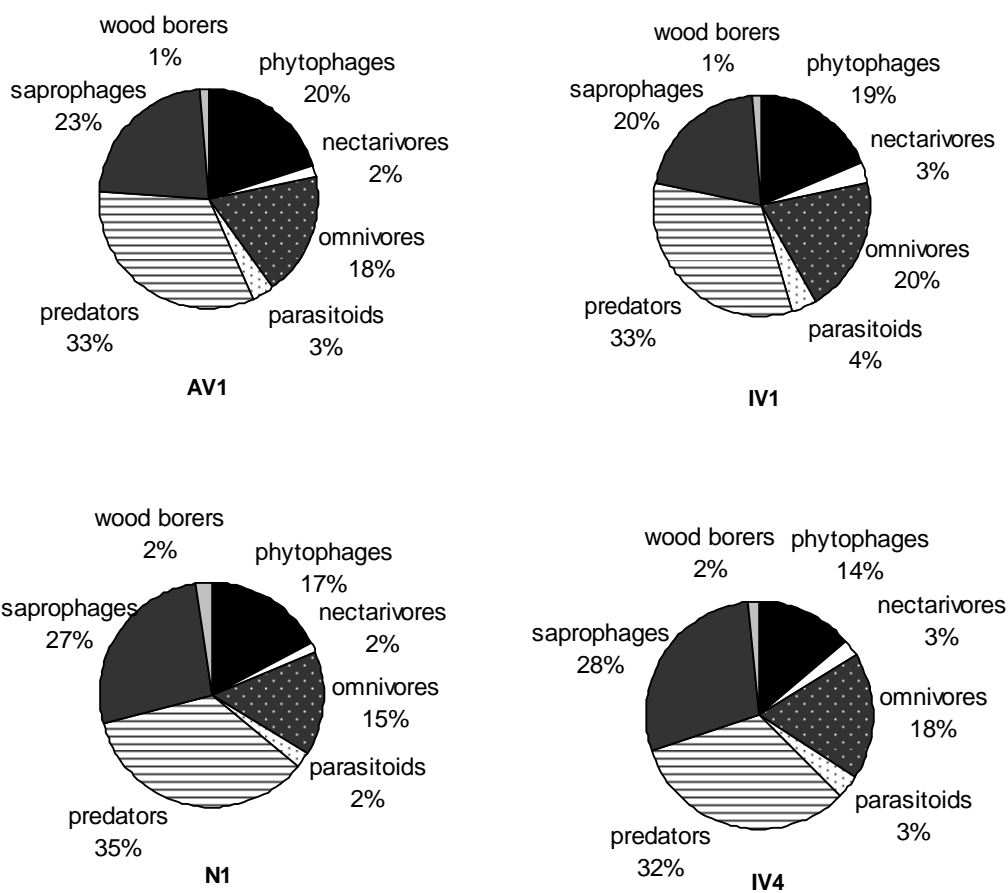 wood borers
1%
phytophages
20%
nectarivores
2%
omnivores
18%
parasitoids
3%
predators
33%
saprophages
23%
AV1
wood borers
1%
phytophages
19%
nectarivores
3%
omnivores
20%
parasitoids
4%
predators
33%
saprophages
20%
IV1
wood borers
2%
phytophages
17%
nectarivores
2%
omnivores
15%
parasitoids
2%
predators
35%
saprophages
27%
N1
wood borers
2%
phytophages
14%
nectarivores
3%
omnivores
18%
parasitoids
3%
predators
32%
saprophages
28%
IV4